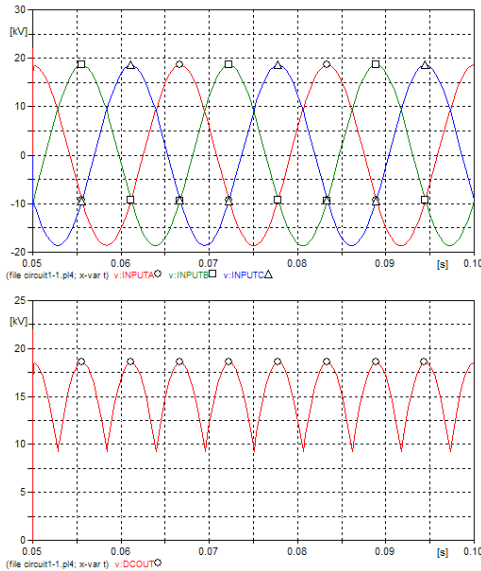 30
[kV]
20
10
0
-10
-20
0.05 0.06 0.07 0.08 0.09 [s] 0.10
(file circuit1-1.pl4; x-var t) v:INPUTA v:INPUTB v:INPUTC
25
[kV]
20
15
10
5
0
0.05 0.06 0.07 0.08 0.09 [s] 0.10
(file circuit1-1.pl4; x-var t) v:DCOUT